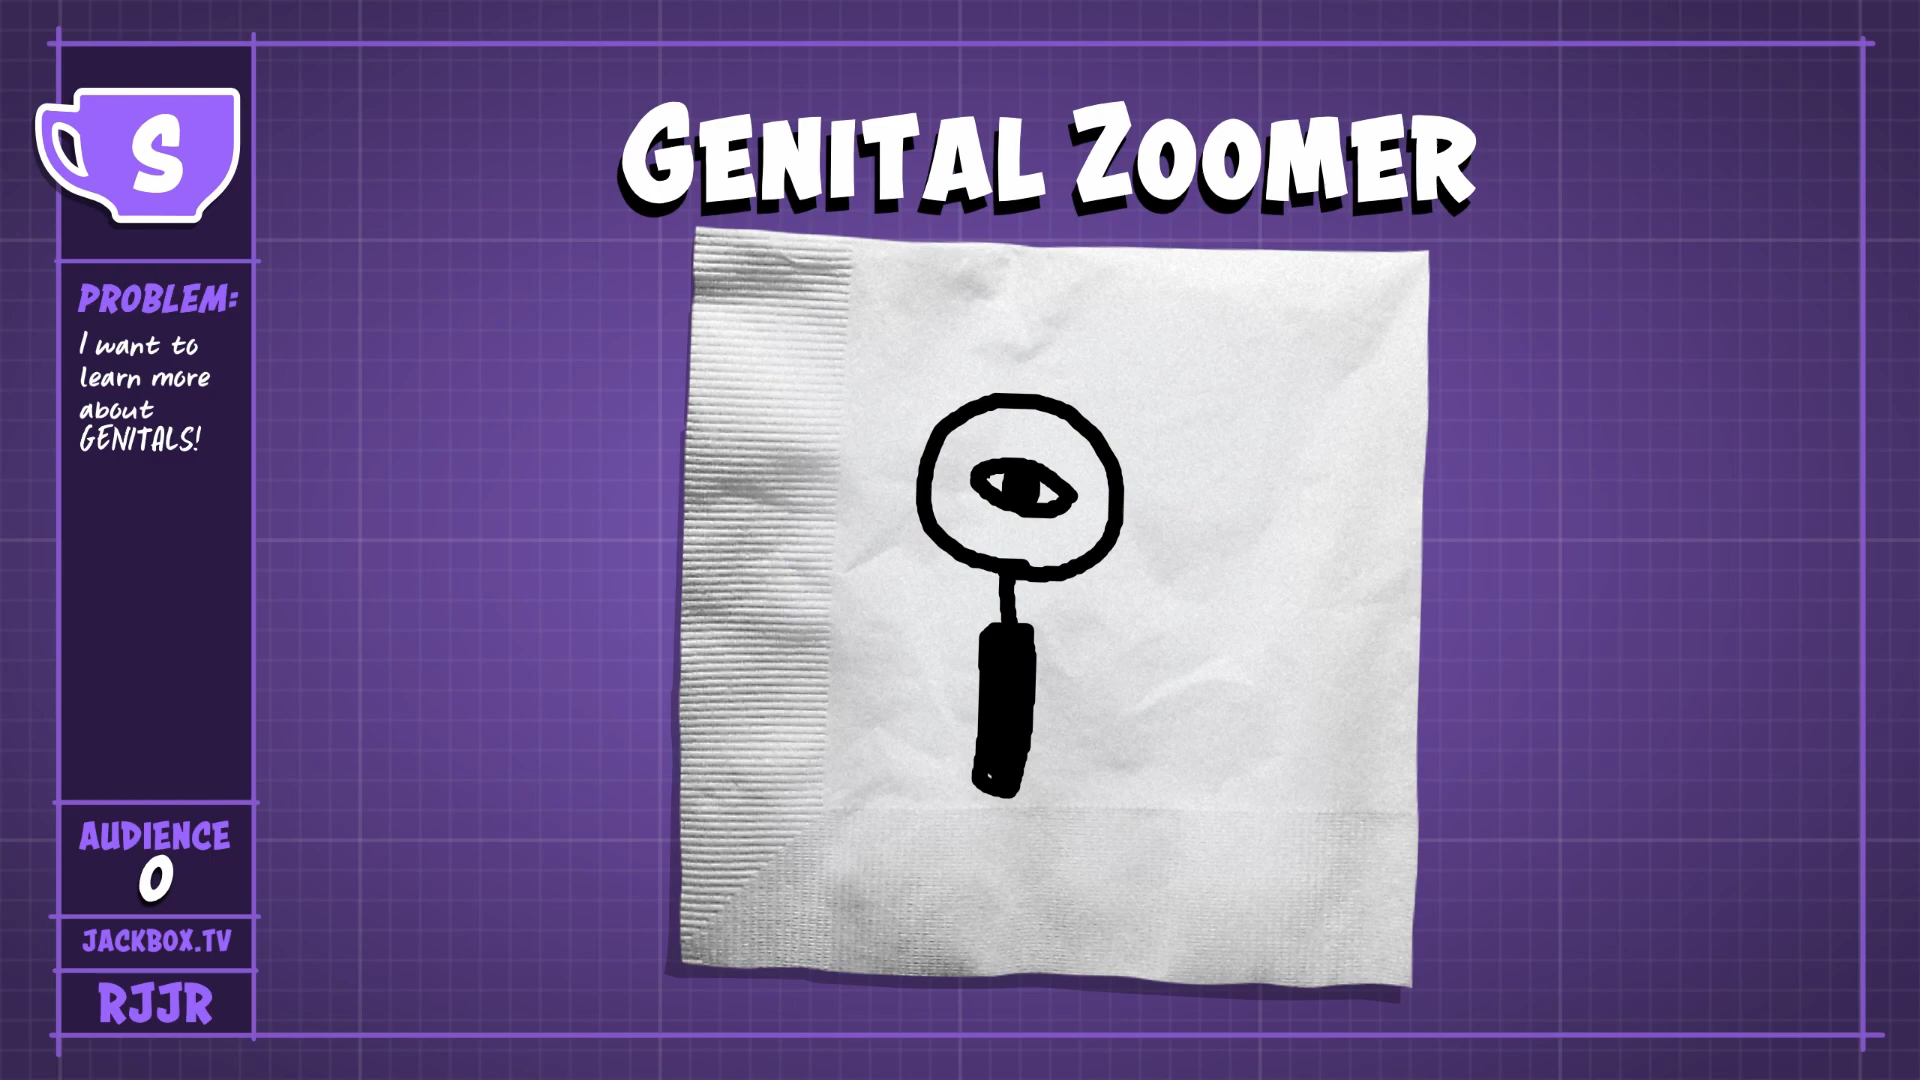 S
GENITAL ZOOMER
PROBLEM:
I want to
learn more
about
GENITALS!
AUDIENCE
0
JACKBOX.TV
RJJR